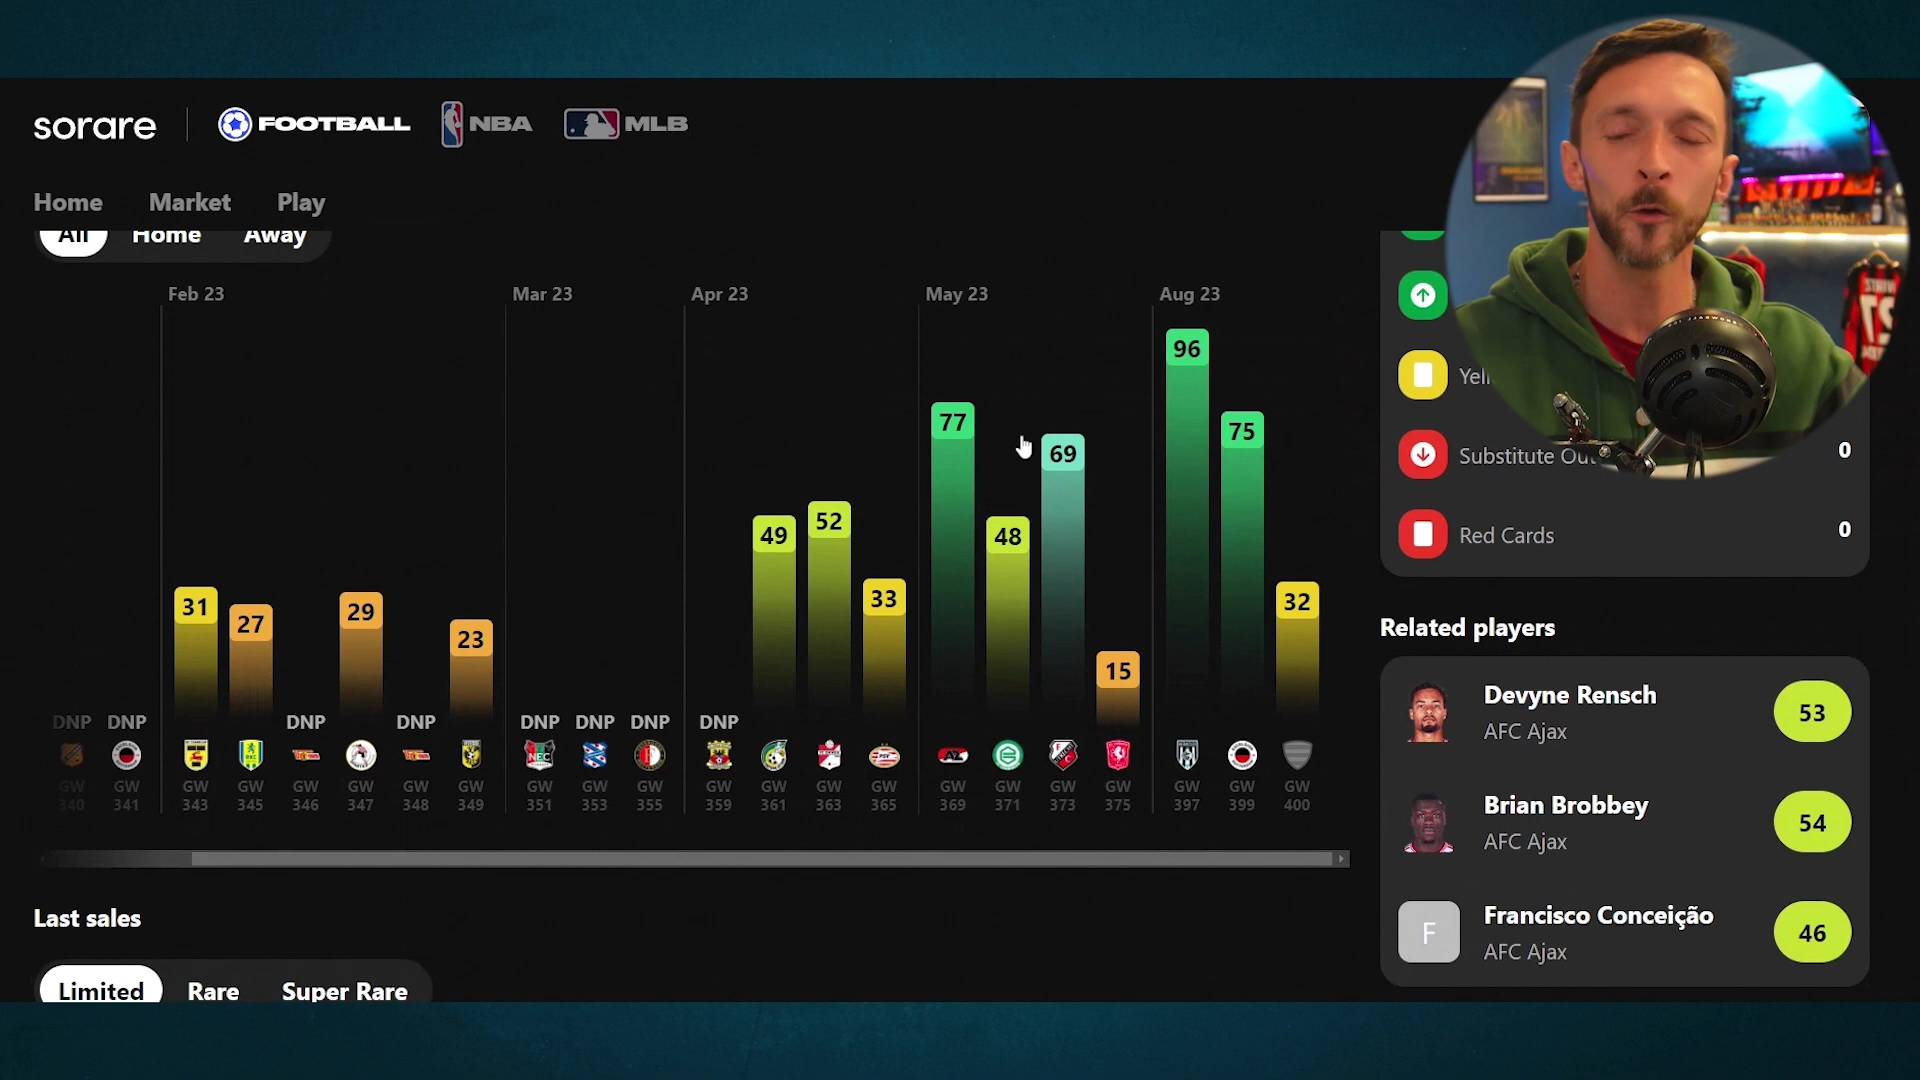 sorare
FOOTBALL
NBA
MLB
Home Market Play
All Home Away
Feb 23 Mar 23 Apr 23 May 23 Aug 23
31 27 29 23 49 52 33 77 48 69 15 96 75 32
DNP DNP DNP DNP DNP DNP DNP DNP
NEC
AZ
GW GW GW GW GW GW GW GW GW GW GW GW GW GW GW GW GW GW GW GW
340 341 343 345 346 347 348 349 351 353 355 359 361 363 365 369 371 373 375 397 399 400
Last sales
Limited Rare Super Rare
Substitute Out 0
Red Cards 0
Related players
Devyne Rensch
AFC Ajax
53
Brian Brobbey
AFC Ajax
54
F
Francisco Conceição
AFC Ajax
46